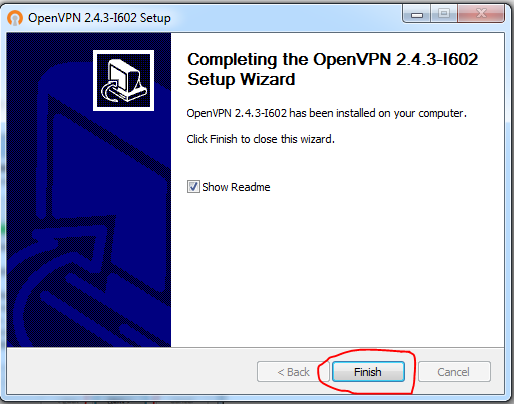 OpenVPN 2.4.3-I602 Setup
Completing the OpenVPN 2.4.3-I602
Setup Wizard
OpenVPN 2.4.3-I602 has been installed on your computer.
Click Finish to close this wizard.
Show Readme
< Back
Finish
Cancel